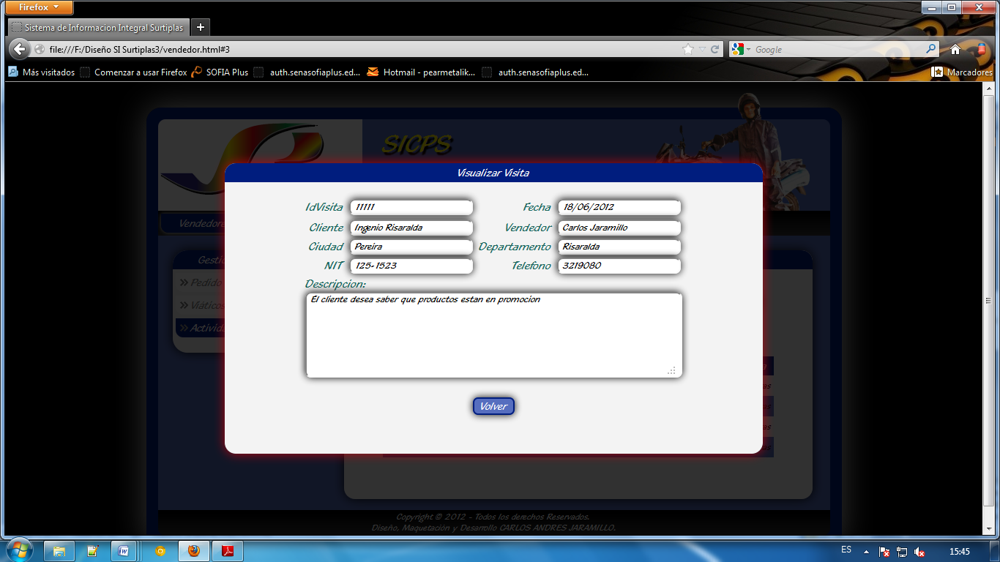 Firefox
Sistema de Informacion Integral Surtiplas
file:///F:/Diseño SI Surtiplas3/vendedor.html#3
Google
Más visitados Comenzar a usar Firefox SOFIA Plus auth.senasofiaplus.ed... Hotmail - pearmetalik... auth.senasofiaplus.ed... Marcadores
SICPS
Visualizar Visita
IdVisita 11111 Fecha 18/06/2012
Cliente Ingenio Risaralda Vendedor Carlos Jaramillo
Ciudad Pereira Departamento Risaralda
NIT 125-1523 Telefono 3219080
Descripcion:
El cliente desea saber que productos estan en promocion
Volver
Vendedore
Gesti
Pedido
Viáticos
Activida
Copyright © 2012 - Todos los derechos Reservados.
Diseño, Maquetación y Desarrollo CARLOS ANDRES JARAMILLO.
ES 15:45